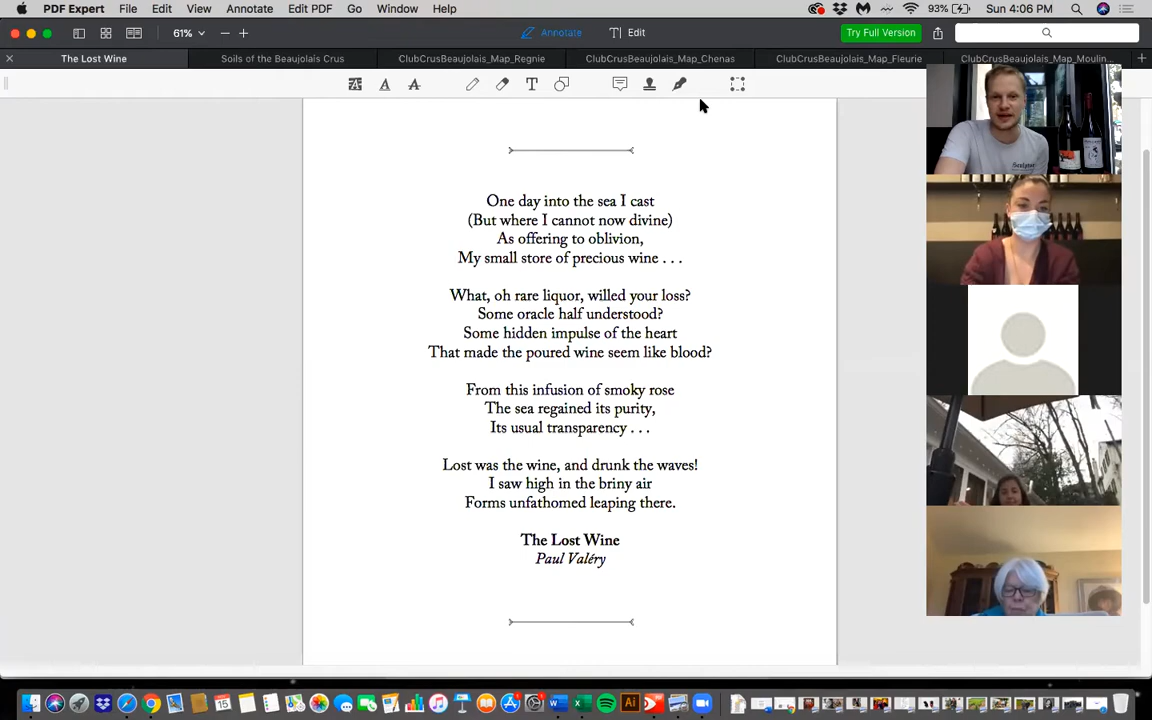 PDF Expert File Edit View Annotate Edit PDF Go Window Help 93% Sun 4:06 PM
61% Annotate Edit Try Full Version
The Lost Wine Soils of the Beaujolais Crus ClubCrusBeaujolais_Map_Regnie ClubCrusBeaujolais_Map_Chenas ClubCrusBeaujolais_Map_Fleurie ClubCrusBeaujolais_Map_Moulin...
One day into the sea I cast
(But where I cannot now divine)
As offering to oblivion,
My small store of precious wine . . .
What, oh rare liquor, willed your loss?
Some oracle half understood?
Some hidden impulse of the heart
That made the poured wine seem like blood?
From this infusion of smoky rose
The sea regained its purity,
Its usual transparency . . .
Lost was the wine, and drunk the waves!
I saw high in the briny air
Forms unfathomed leaping there.
The Lost Wine
Paul Valéry